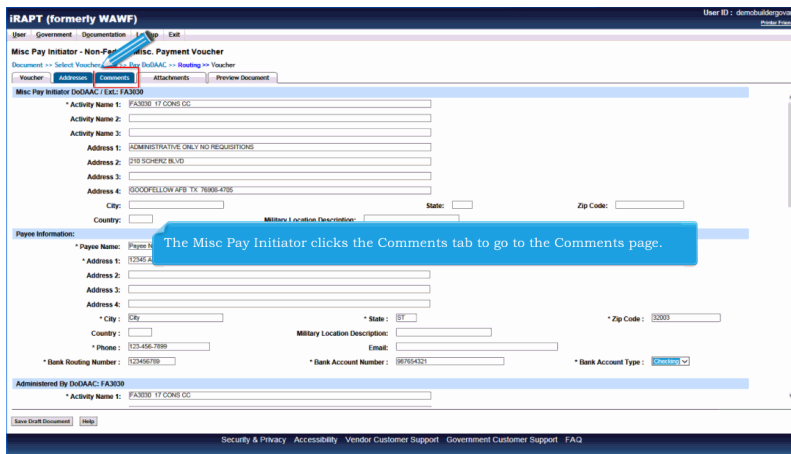 User ID : demobuildergova
iRAPT (formerly WAWF)
Printer Frien
User Government Documentation Exit
Misc Pay Initiator - Non-Fed Misc. Payment Voucher
Document >> Select Voucher >> Pay DoDAAC >> Routing >> Voucher
Voucher Addresses Comments Attachments Preview Document
Misc Pay Initiator DoDAAC / Ext.: FA3030
* Activity Name 1: FA3030 17 CONS CC
Activity Name 2:
Activity Name 3:
Address 1: ADMINISTRATIVE ONLY NO REQUISITIONS
Address 2: 210 SCHERZ BLVD
Address 3:
Address 4: GOODFELLOW AFB TX 76908-4705
City: State: Zip Code:
Country: Military Location Description:
Payee Information:
* Payee Name: Payee N
The Misc Pay Initiator clicks the Comments tab to go to the Comments page.
* Address 1: 12345 A
Address 2:
Address 3:
Address 4:
* City : City * State : ST * Zip Code : 32003
Country : Military Location Description:
* Phone : 123-456-7899 Email:
* Bank Routing Number : 123456789 * Bank Account Number : 987654321 * Bank Account Type : Checking
Administered By DoDAAC: FA3030
* Activity Name 1: FA3030 17 CONS CC
Save Draft Document Help
Security & Privacy Accessibility Vendor Customer Support Government Customer Support FAQ